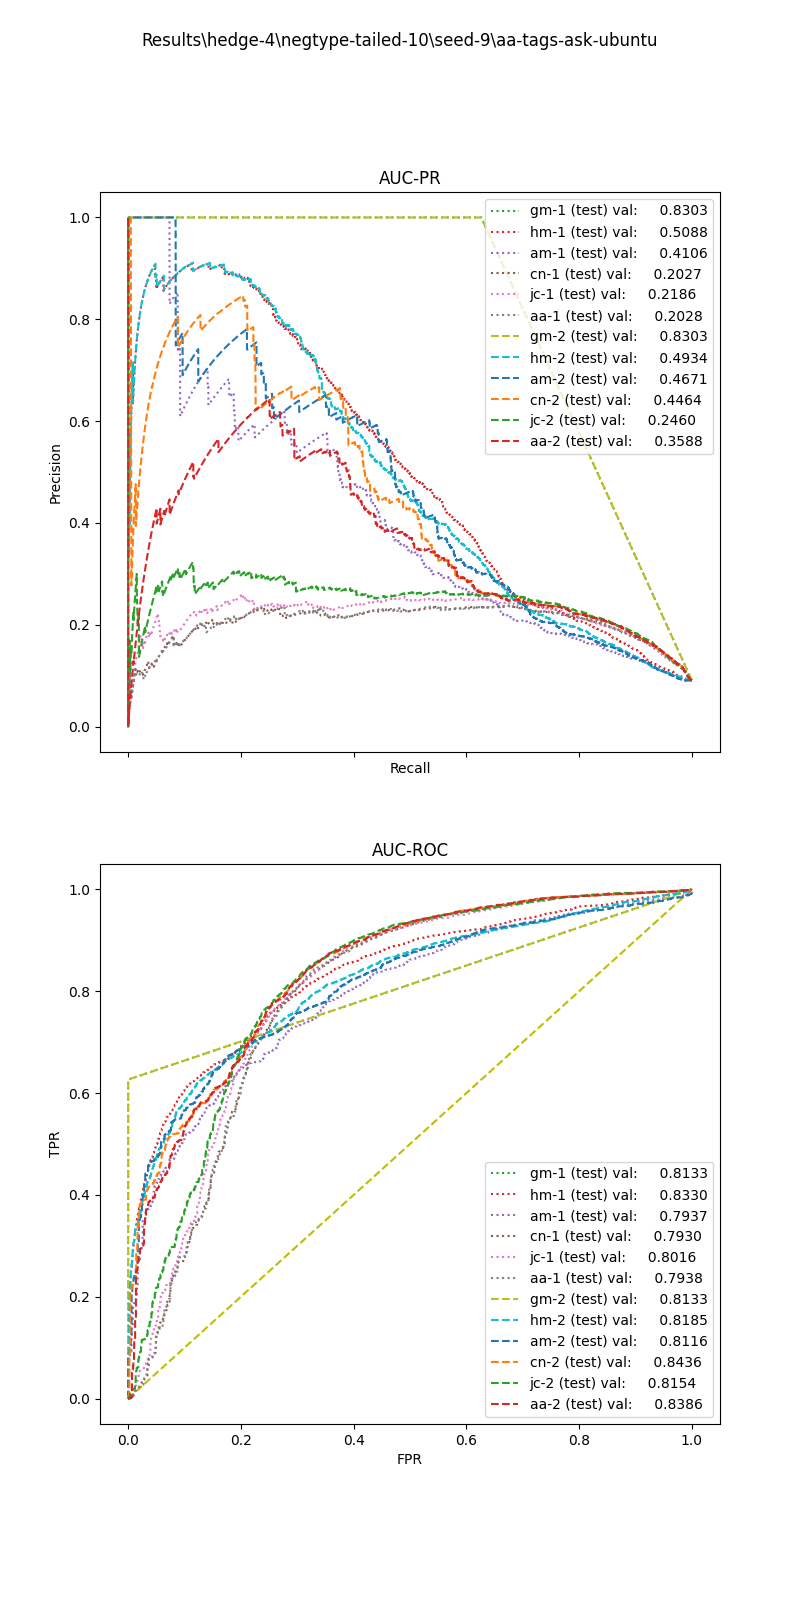 Results\hedge-4\negtype-tailed-10\seed-9\aa-tags-ask-ubuntu
AUC-PR
1.0
0.8
0.6
0.4
0.2
0.0
Precision
Recall
gm-1 (test) val: 0.8303
hm-1 (test) val: 0.5088
am-1 (test) val: 0.4106
cn-1 (test) val: 0.2027
jc-1 (test) val: 0.2186
aa-1 (test) val: 0.2028
gm-2 (test) val: 0.8303
hm-2 (test) val: 0.4934
am-2 (test) val: 0.4671
cn-2 (test) val: 0.4464
jc-2 (test) val: 0.2460
aa-2 (test) val: 0.3588
AUC-ROC
1.0
0.8
0.6
0.4
0.2
0.0
TPR
0.0 0.2 0.4 0.6 0.8 1.0
FPR
gm-1 (test) val: 0.8133
hm-1 (test) val: 0.8330
am-1 (test) val: 0.7937
cn-1 (test) val: 0.7930
jc-1 (test) val: 0.8016
aa-1 (test) val: 0.7938
gm-2 (test) val: 0.8133
hm-2 (test) val: 0.8185
am-2 (test) val: 0.8116
cn-2 (test) val: 0.8436
jc-2 (test) val: 0.8154
aa-2 (test) val: 0.8386